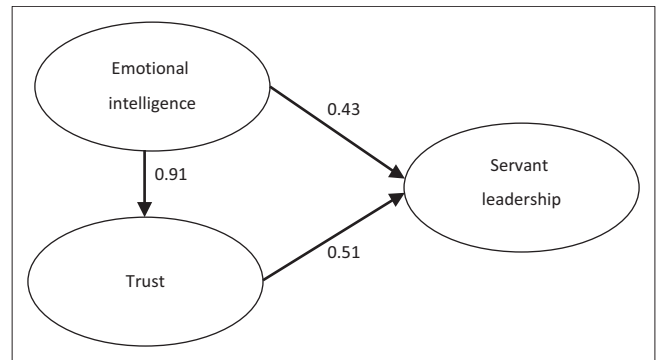 Emotional
intelligence
0.43
0.91
Servant
leadership
Trust
0.51